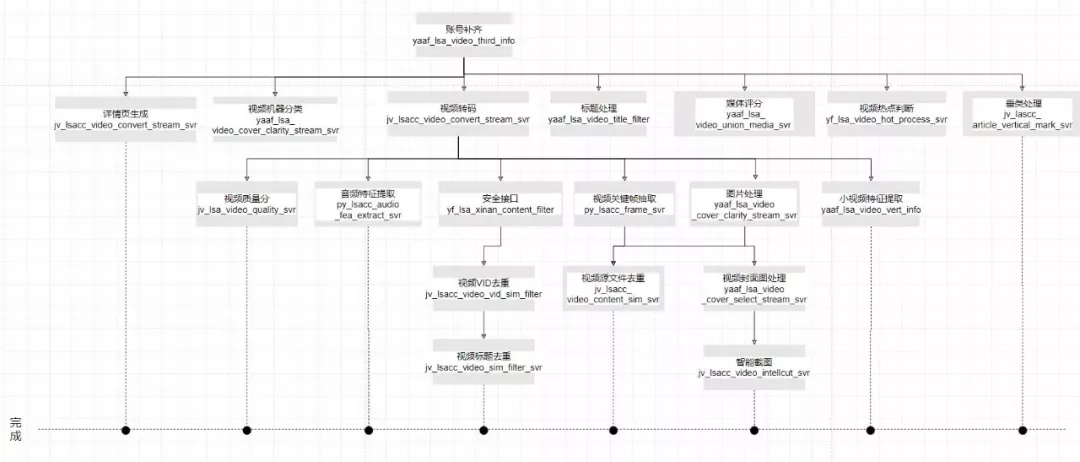 账号补齐
yaaf_lsa_video_third_info
详情页生成
jv_lsacc_video_convert_stream_svr
视频机器分类
yaaf_lsa_
video_cover_clarity_stream_svr
视频转码
jv_lsacc_video_convert_stream_svr
标题处理
yaaf_lsa_video_title_filter
媒体评分
yaaf_lsa_
video_union_media_svr
视频热点判断
yf_lsa_video_hot_process_svr
垂类处理
jv_lascc_
article_vertical_mark_svr
视频质量分
jv_lsa_video_quality_svr
音频特征提取
py_lsacc_audio
_fea_extract_svr
安全接口
yf_lsa_xinan_content_filter
视频关键帧抽取
py_lsacc_frame_svr
图片处理
yaaf_lsa_video
_cover_clarity_stream_svr
小视频特征提取
yaaf_lsa_video_vert_info
视频VID去重
jv_lsacc_video_vid_sim_filter
视频源文件去重
jv_lsacc_
video_content_sim_svr
视频封面图处理
yaaf_lsa_video
_cover_select_stream_svr
视频标题去重
jv_lsacc_video_sim_filter_svr
智能截图
jv_lsacc_video_intellcut_svr
完
成